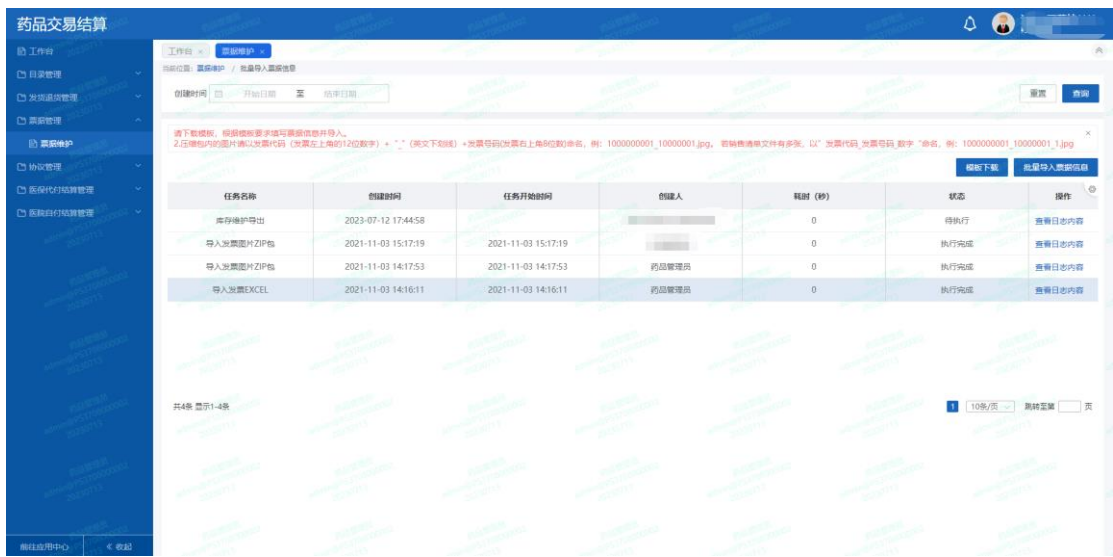 药品交易结算
工作台
目录管理
发货退货管理
票据管理
票据维护
协议管理
医保代付结算管理
医院自付结算管理
前往应用中心 收起
工作台 × 票据维护 ×
当前位置: 票据维护 / 批量导入票据信息
创建时间 开始日期 至 结束日期 重置 查询
请下载模板,根据模板要求填写票据信息并导入。
2.压缩包内的图片请以发票代码(发票左上角的12位数字)+ "_"(英文下划线)+发票号码(发票右上角8位数)命名,例:1000000001_10000001.jpg。若销售清单文件有多张,以"发票代码_发票号码_数字"命名,例:1000000001_10000001_1.jpg
模板下载 批量导入票据信息
任务名称 创建时间 任务开始时间 创建人 耗时(秒) 状态 操作
库存维护导出 2023-07-12 17:44:58 0 待执行 查看日志内容
导入发票图片ZIP包 2021-11-03 15:17:19 2021-11-03 15:17:19 0 执行完成 查看日志内容
导入发票图片ZIP包 2021-11-03 14:17:53 2021-11-03 14:17:53 药品管理员 0 执行完成 查看日志内容
导入发票EXCEL 2021-11-03 14:16:11 2021-11-03 14:16:11 药品管理员 0 执行完成 查看日志内容
共4条 显示1-4条 1 10条/页 跳转至第 页